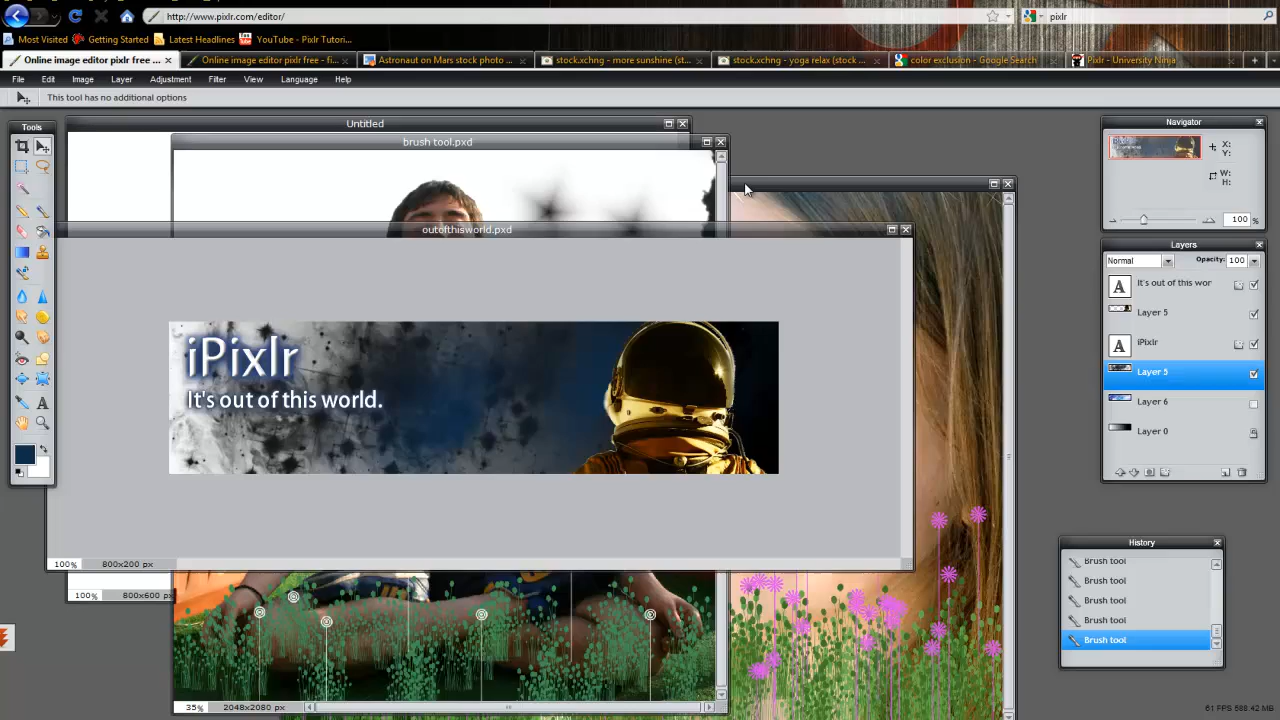 http://www.pixlr.com/editor/
pixlr
Most Visited
Getting Started
Latest Headlines
YouTube - Pixlr Tutori...
Online image editor pixlr free ...
Online image editor pixlr free - fi...
Astronaut on Mars stock photo ...
stock.xchng - more sunshine (st...
stock.xchng - yoga relax (stock ...
color exclusion - Google Search
Pixlr - University Ninja
File Edit Image Layer Adjustment Filter View Language Help
This tool has no additional options
Tools
Untitled
brush tool.pxd
outofthisworld.pxd
iPixlr
It's out of this world.
100% 800x200 px
100% 800x600 px
35% 2048x2080 px
Navigator
X:
Y:
W:
H:
100 %
Layers
Normal Opacity: 100
A It's out of this wor
Layer 5
A iPixlr
Layer 5
Layer 6
Layer 0
History
Brush tool
Brush tool
Brush tool
Brush tool
Brush tool
61 FPS 588.42 MB